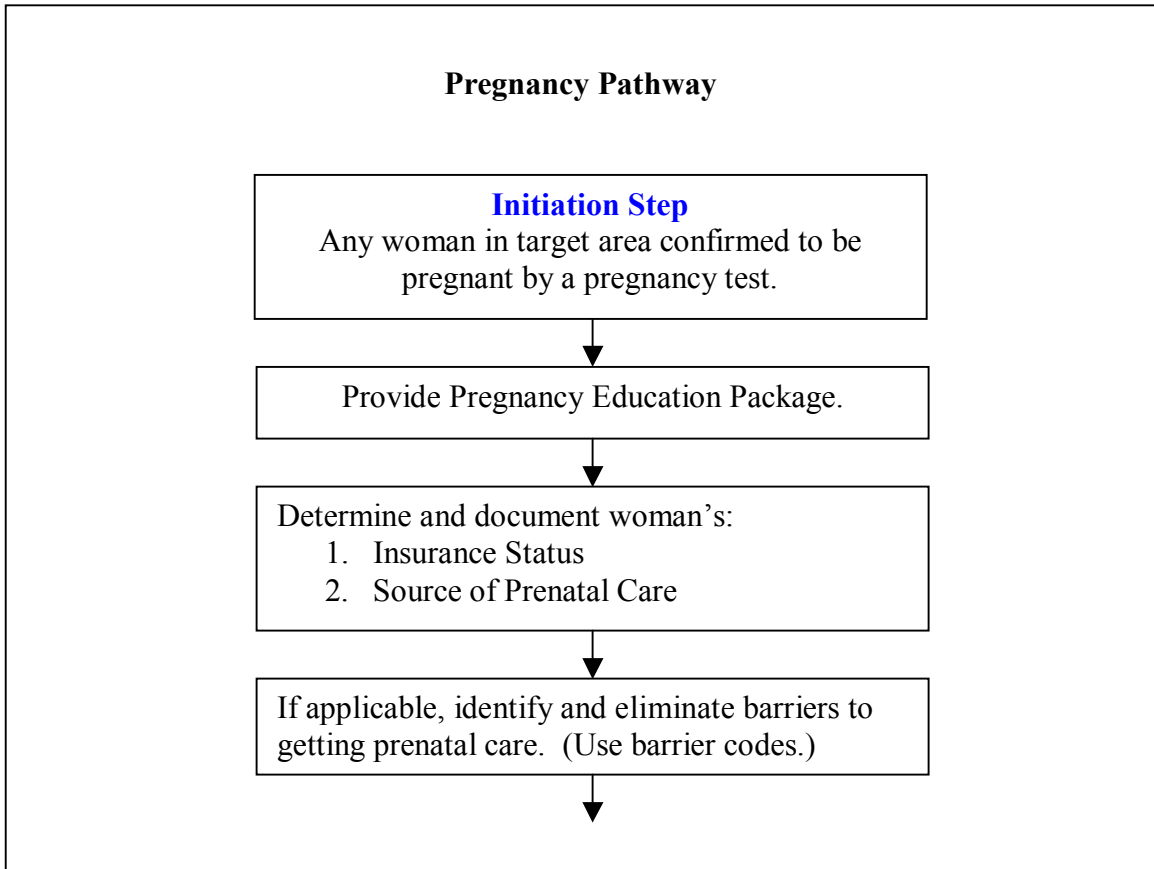 Pregnancy Pathway
Initiation Step
Any woman in target area confirmed to be
pregnant by a pregnancy test.
Provide Pregnancy Education Package.
Determine and document woman’s:
1. Insurance Status
2. Source of Prenatal Care
If applicable, identify and eliminate barriers to
getting prenatal care. (Use barrier codes.)